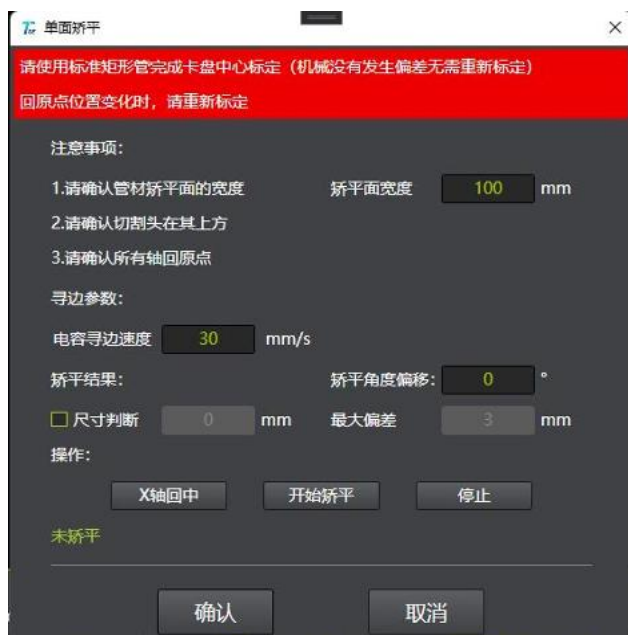 单面矫平
请使用标准矩形管完成卡盘中心标定（机械没有发生偏差无需重新标定）
回原点位置变化时，请重新标定
注意事项：
1.请确认管材矫平面的宽度 矫平面宽度 100 mm
2.请确认切割头在其上方
3.请确认所有轴回原点
寻边参数：
电容寻边速度 30 mm/s
矫平结果： 矫平角度偏移： 0 °
尺寸判断 0 mm 最大偏差 3 mm
操作：
X轴回中 开始矫平 停止
未矫平
确认 取消